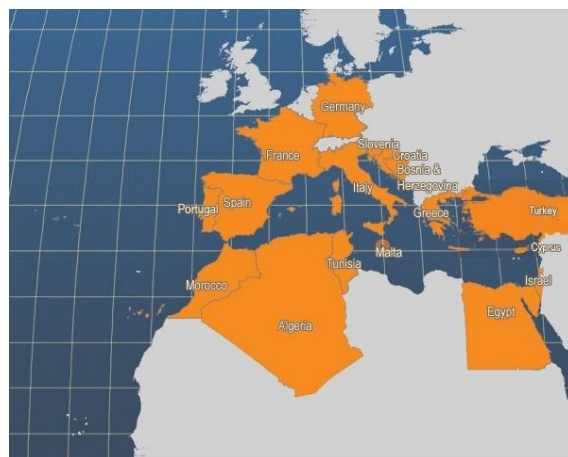 Germany
Slovenia
Croatia
France
Bosnia &
Herzegovina
Italy
Portugal
Spain
Greece
Turkey
Malta
Cyprus
Tunisia
Morocco
Israel
Algeria
Egypt